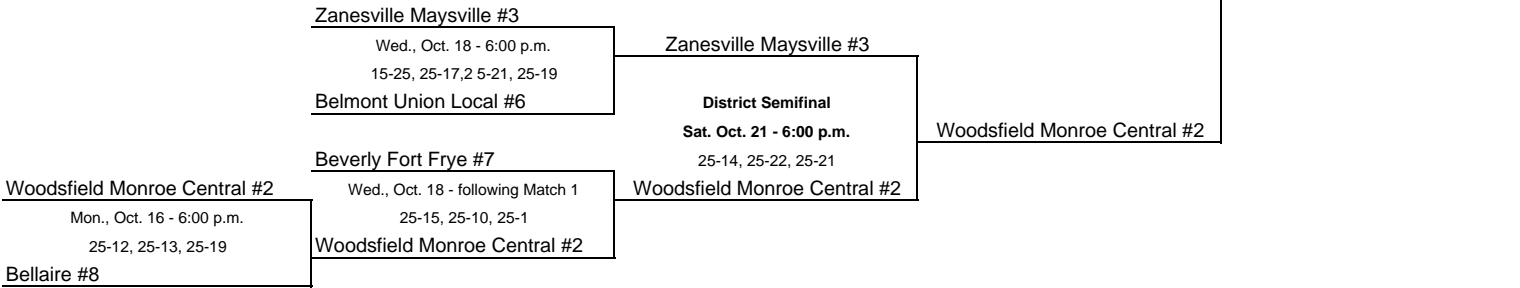 Zanesville Maysville #3
Wed., Oct. 18 - 6:00 p.m.
15-25, 25-17,2 5-21, 25-19
Belmont Union Local #6
Zanesville Maysville #3
District Semifinal
Sat. Oct. 21 - 6:00 p.m.
25-14, 25-22, 25-21
Woodsfield Monroe Central #2
Woodsfield Monroe Central #2
Beverly Fort Frye #7
Wed., Oct. 18 - following Match 1
25-15, 25-10, 25-1
Woodsfield Monroe Central #2
Woodsfield Monroe Central #2
Mon., Oct. 16 - 6:00 p.m.
25-12, 25-13, 25-19
Bellaire #8